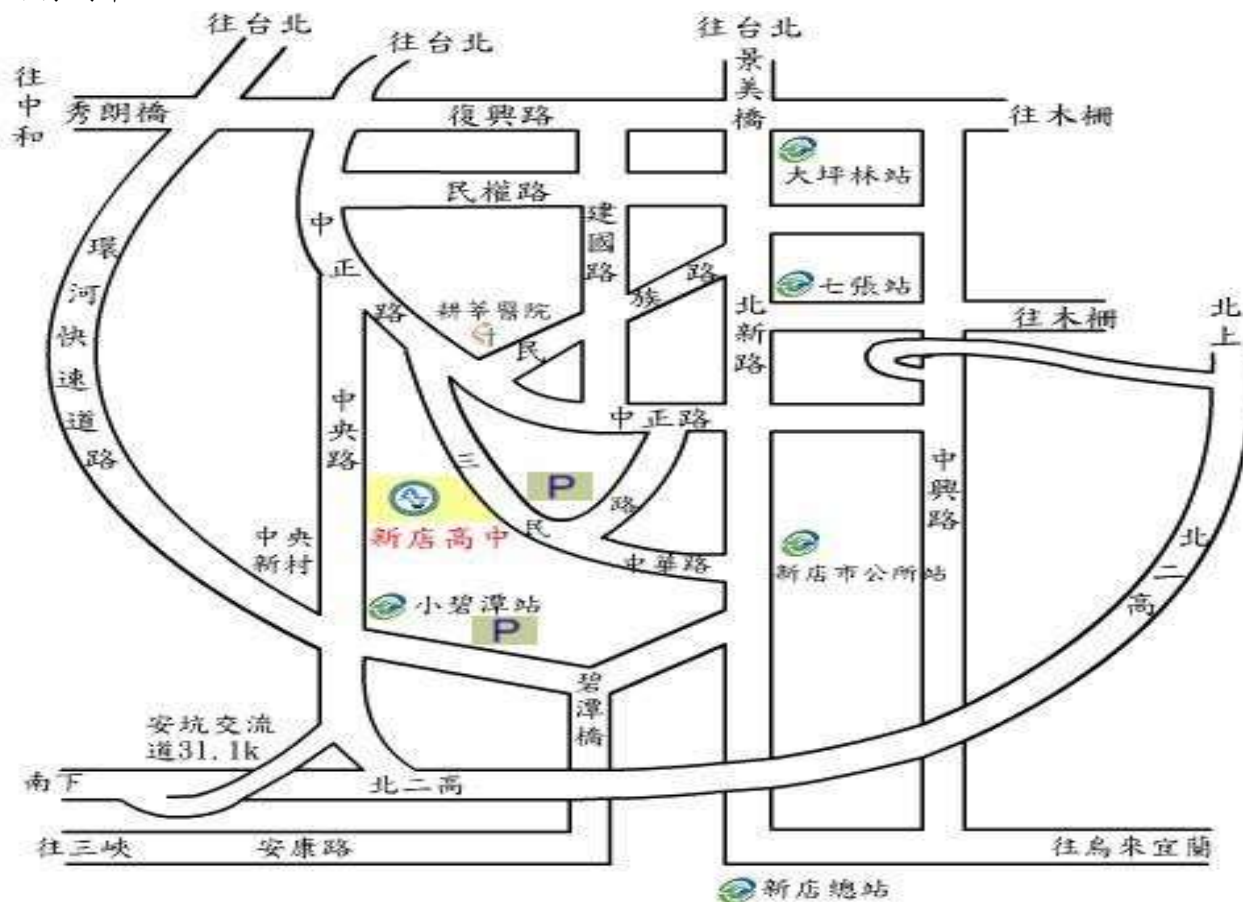 往台北
往台北
往台北
往中和
秀朗橋
復興路
景美橋
往木柵
大坪林站
民權路
建國路
中正路
環河快速道路
民族路
七張站
耕莘醫院
北新路
往木柵
北上
中央路
中正路
三民路
P
中興路
新店高中
中央新村
中華路
新店市公所站
北二高
小碧潭站
P
碧潭橋
安坑交流
道31.1k
南下
北二高
往三峽
安康路
往烏來宜蘭
新店總站